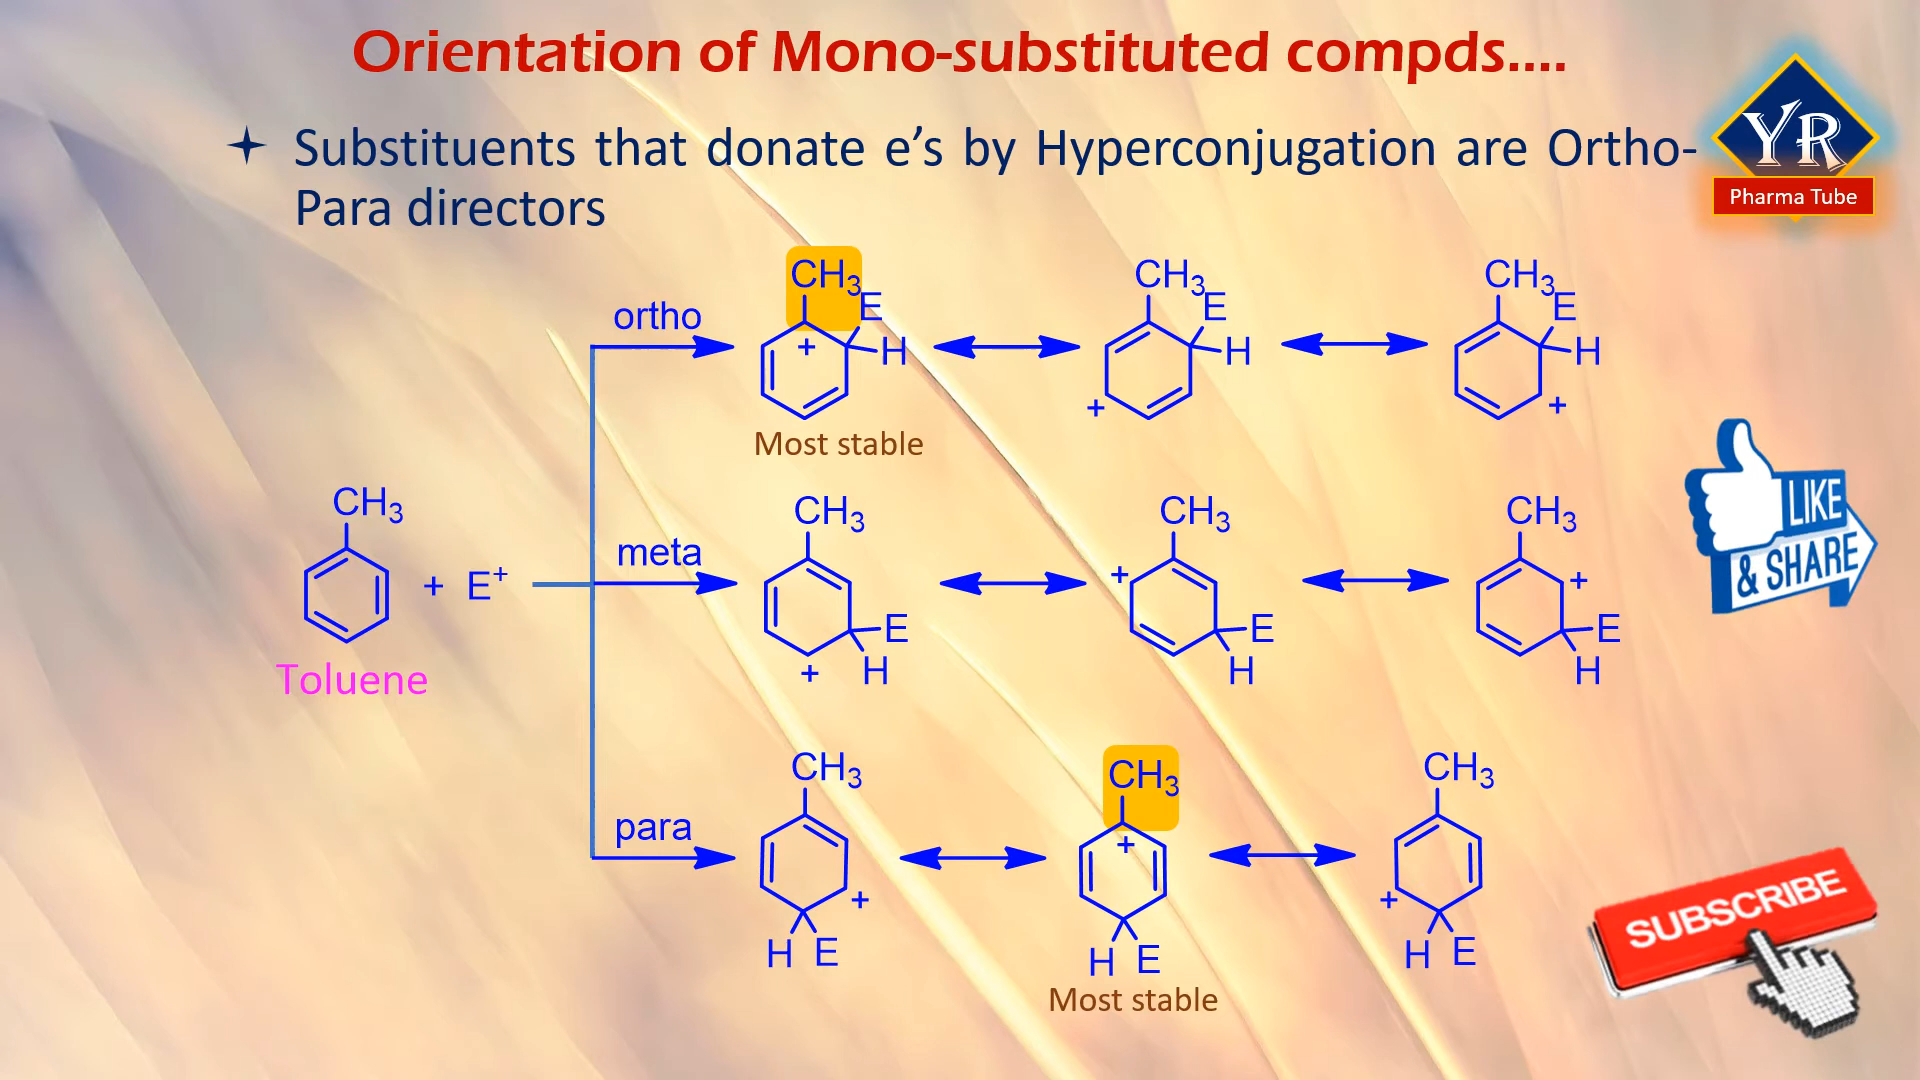 Orientation of Mono-substituted compds....
YR
Pharma Tube
Substituents that donate e's by Hyperconjugation are Ortho-
Para directors
CH3 E H + CH3 E H + CH3 E H +
ortho
Most stable
CH3
+ E+
Toluene
CH3 E H + CH3 + E H CH3 + E H
meta
CH3 + H E CH3 + H E CH3 + H E
para
Most stable
LIKE
& SHARE
SUBSCRIBE